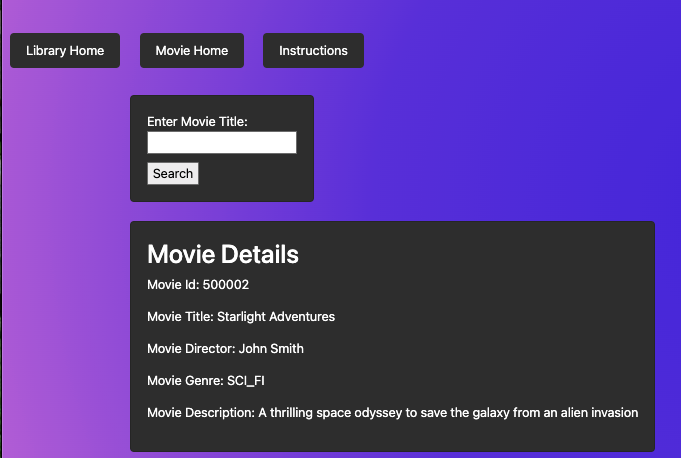 Library Home
Movie Home
Instructions
Enter Movie Title:
Search
Movie Details
Movie Id: 500002
Movie Title: Starlight Adventures
Movie Director: John Smith
Movie Genre: SCI_FI
Movie Description: A thrilling space odyssey to save the galaxy from an alien invasion